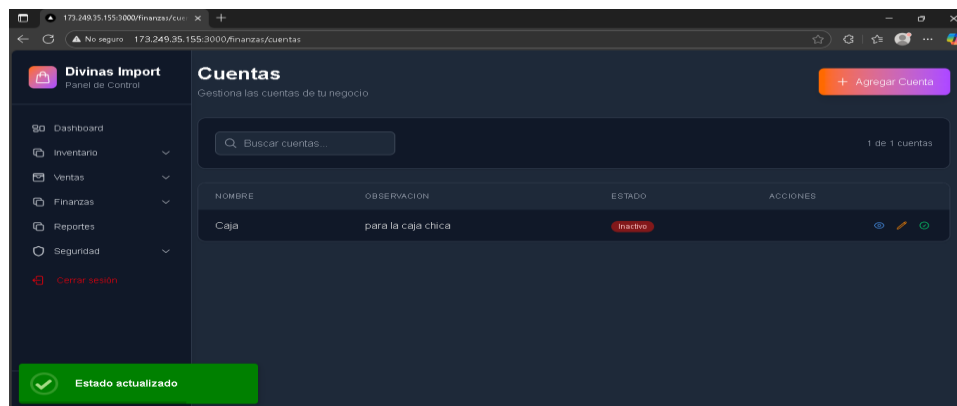 173.249.35.155:3000/finanzas/cue
No seguro 173.249.35.155:3000/finanzas/cuentas
Divinas Import
Panel de Control
Dashboard
Inventario
Ventas
Finanzas
Reportes
Seguridad
Cerrar sesión
Cuentas
Gestiona las cuentas de tu negocio
+ Agregar Cuenta
Buscar cuentas...
1 de 1 cuentas
NOMBRE OBSERVACION ESTADO ACCIONES
Caja para la caja chica Inactivo
Estado actualizado